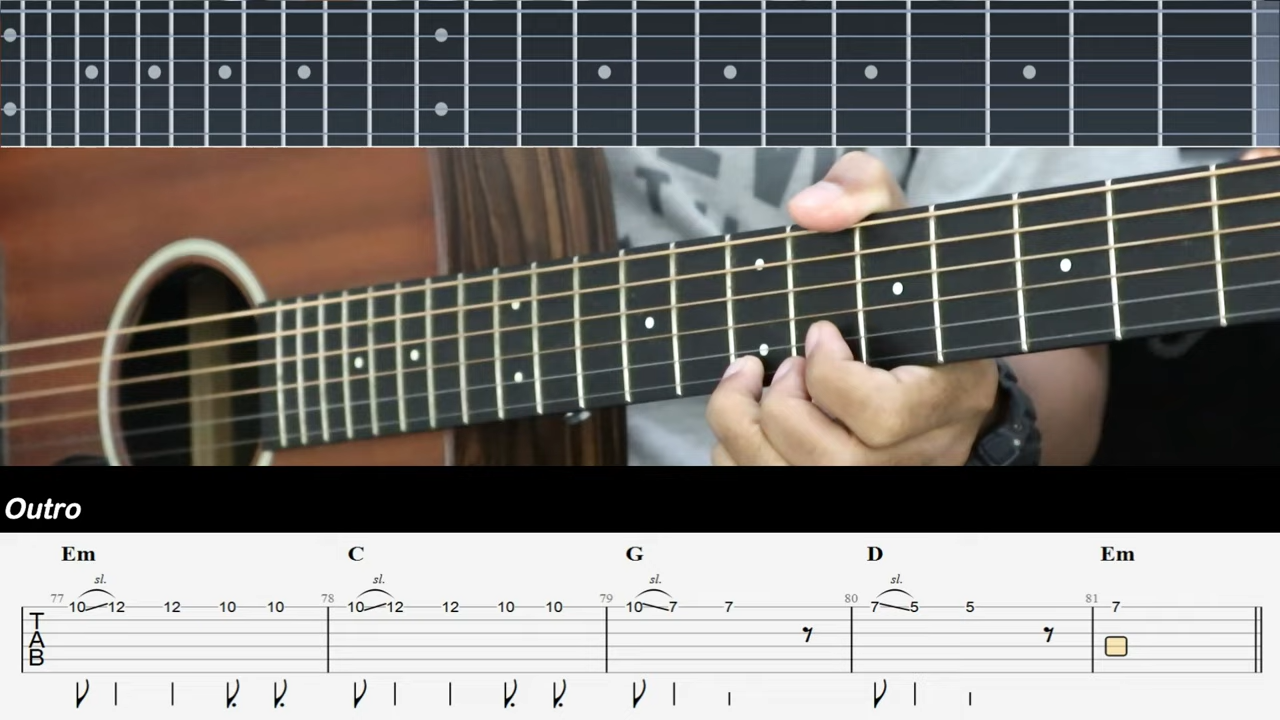 Outro
Em C G D Em
sl. sl. sl. sl.
77 10 12 12 10 10 78 10 12 12 10 10 79 10 7 7 80 7 5 5 81 7
T
A
B